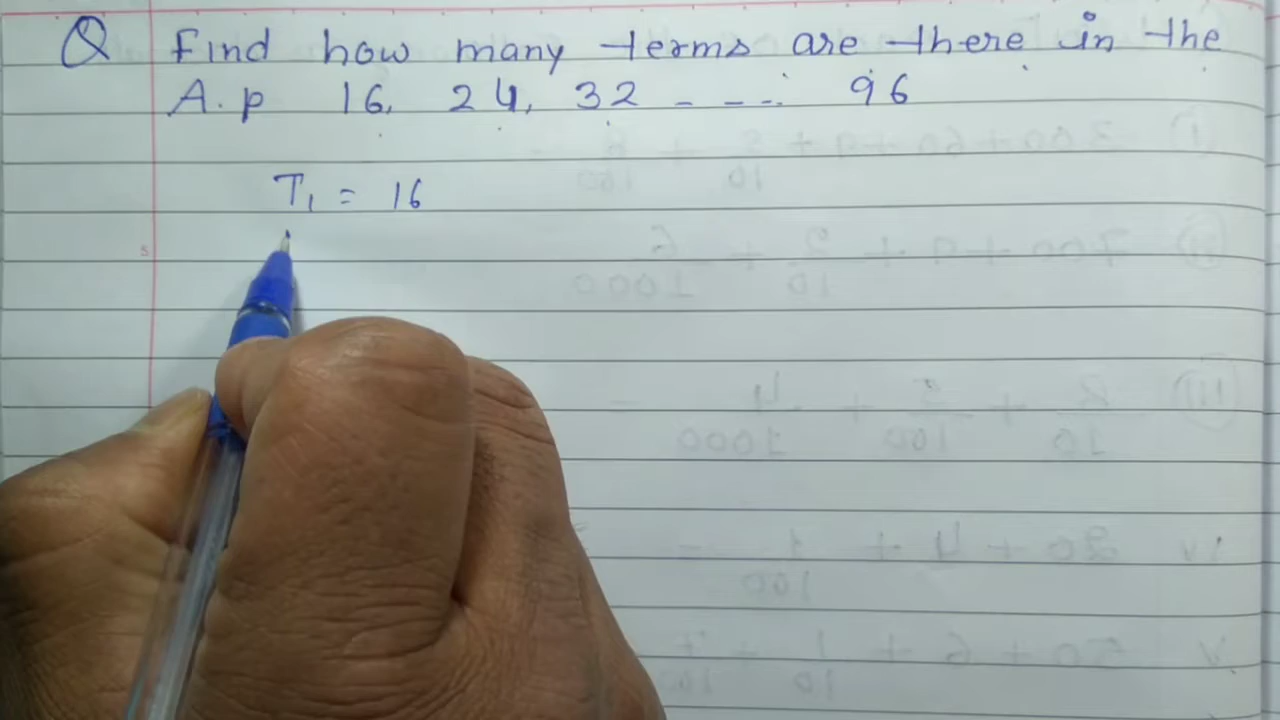 Q Find how many terms are there in the
A.p 16, 24, 32 - - -. 96
T1 = 16